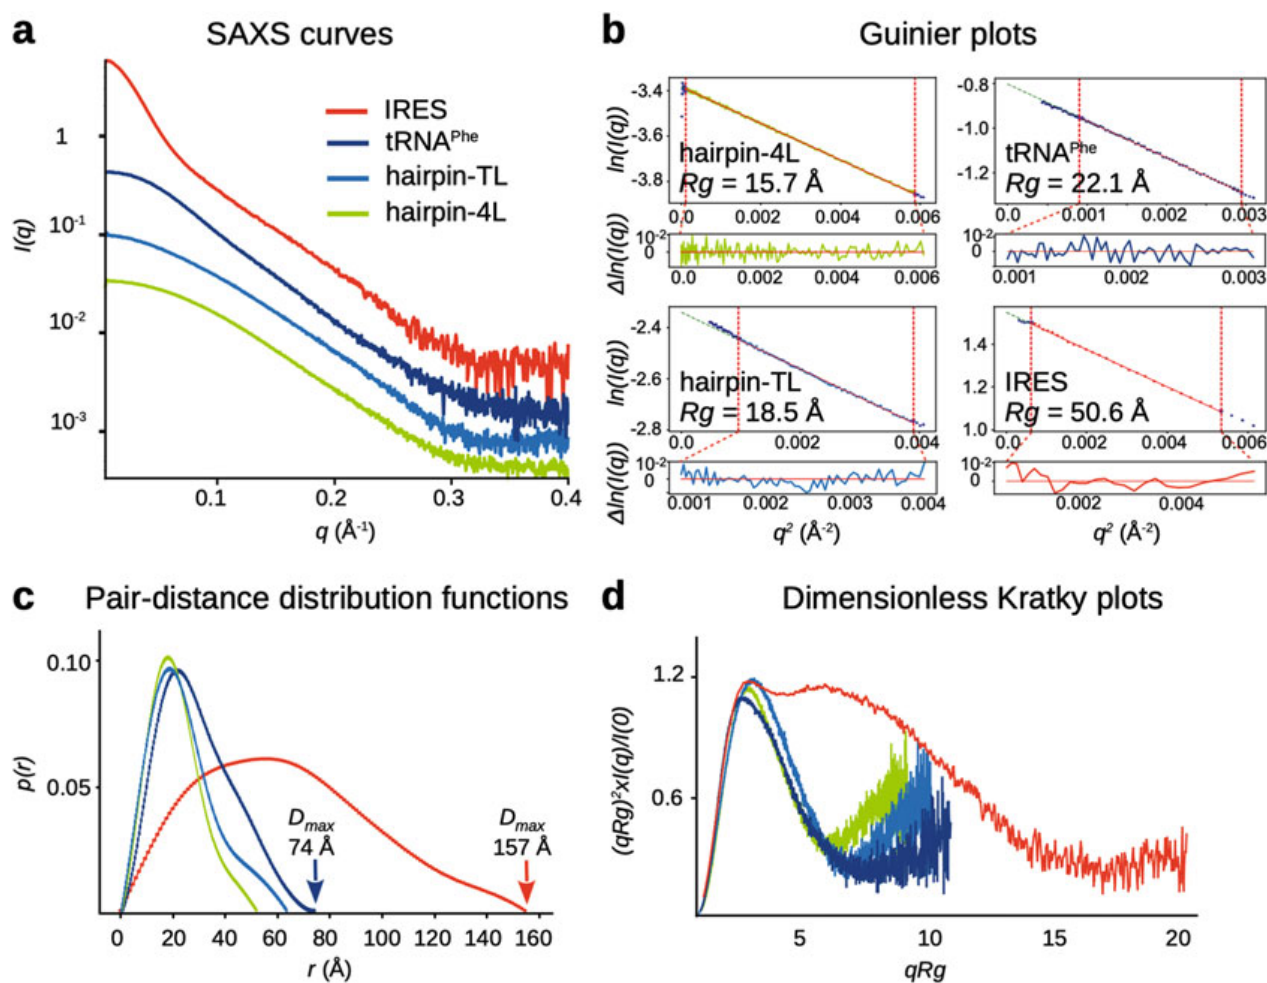 a SAXS curves
I(q)
1
10-1
10-2
10-3
IRES
tRNAPhe
hairpin-TL
hairpin-4L
0.1 0.2 0.3 0.4
q (Å-1)
b Guinier plots
ln(I(q))
-3.4
-3.6
-3.8
hairpin-4L
Rg = 15.7 Å
0.0 0.002 0.004 0.006
Δln(I(q))
10-2
0
0.0 0.002 0.004 0.006
-0.8
-1.0
-1.2
tRNAPhe
Rg = 22.1 Å
0.0 0.001 0.002 0.003
10-2
0
0.001 0.002 0.003
ln(I(q))
-2.4
-2.6
-2.8
hairpin-TL
Rg = 18.5 Å
0.0 0.002 0.004
Δln(I(q))
10-2
0
0.001 0.002 0.003 0.004
q2 (Å-2)
1.4
1.2
1.0
IRES
Rg = 50.6 Å
0.0 0.002 0.004 0.006
10-2
0
0.002 0.004
q2 (Å-2)
c Pair-distance distribution functions
p(r)
0.10
0.05
Dmax
74 Å
Dmax
157 Å
0 20 40 60 80 100 120 140 160
r (Å)
d Dimensionless Kratky plots
(qRg)2xI(q)/I(0)
1.2
0.6
5 10 15 20
qRg